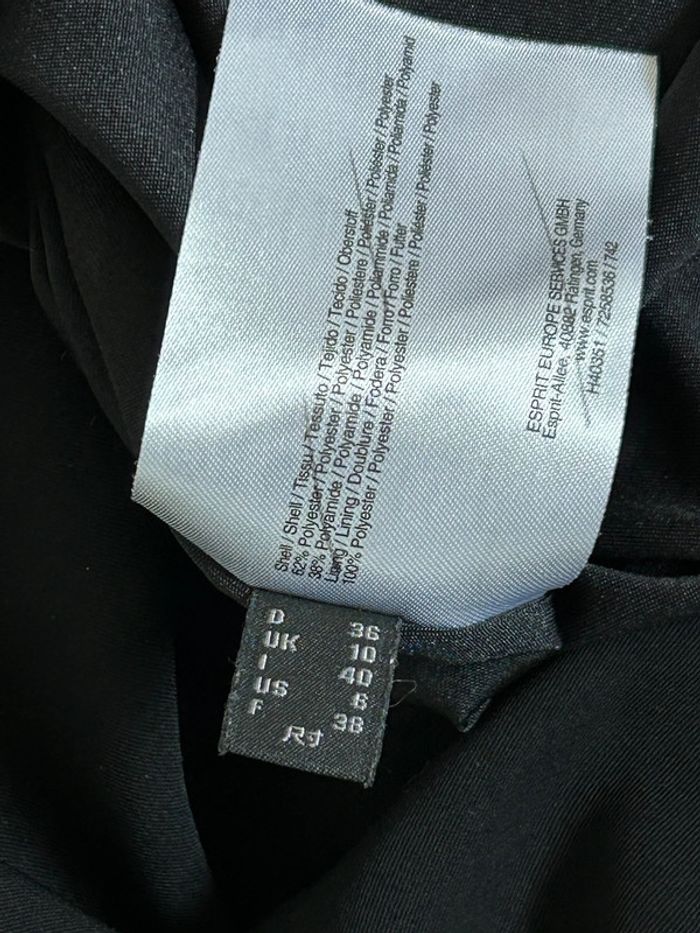 Shell / Shell / Tissu / Tessuto / Tejido / Tecido / Oberstoff
62% Polyester / Polyester / Polyester / Poliestere / Poliéster / Poliéster / Polyester
38% Polyamide / Polyamide / Polyamide / Poliammide / Poliamida / Poliamida / Polyamid
Lining / Lining / Doublure / Fodera / Forro / Forro / Futter
100% Polyester / Polyester / Polyester / Poliestere / Poliéster / Poliéster / Polyester
ESPRIT EUROPE SERVICES GMBH
Esprit-Allee, 40882 Ratingen, Germany
www.esprit.com
H40351 / 7258536 / 742
D 36
UK 10
I 40
US 6
F 38
尺寸